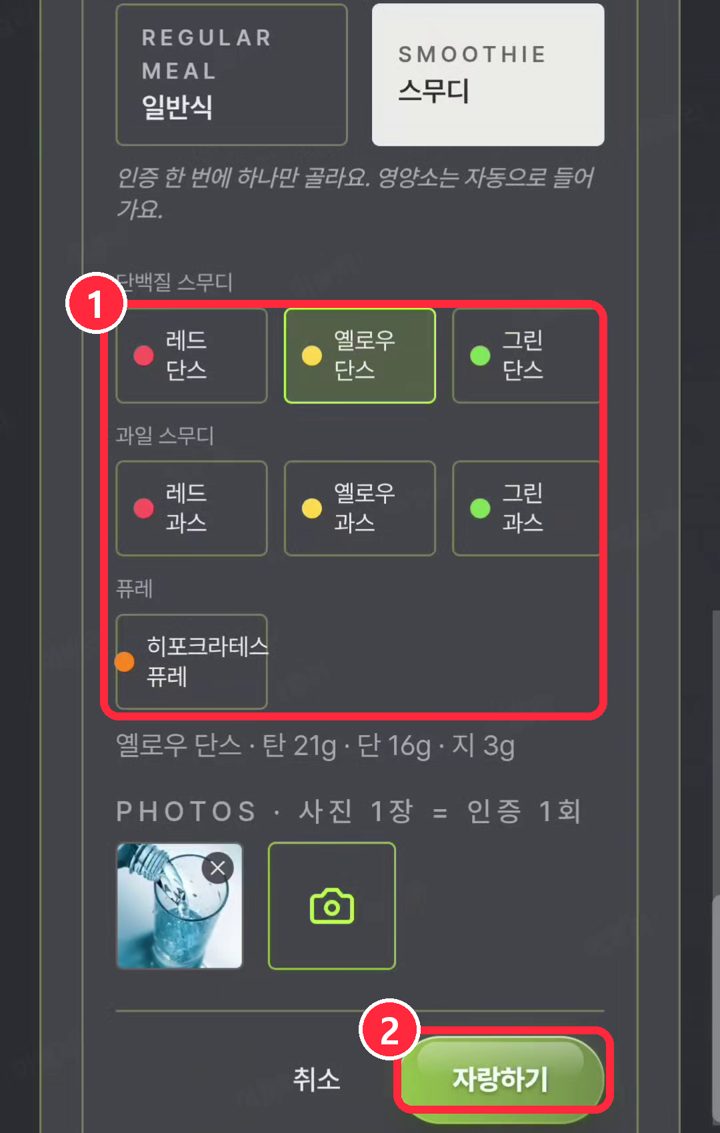 REGULAR
MEAL
일반식
SMOOTHIE
스무디
인증 한 번에 하나만 골라요. 영양소는 자동으로 들어
가요.
단백질 스무디
1
레드
단스
옐로우
단스
그린
단스
과일 스무디
레드
과스
옐로우
과스
그린
과스
퓨레
히포크라테스
퓨레
옐로우 단스 · 탄 21g · 단 16g · 지 3g
PHOTOS · 사진 1장 = 인증 1회
2
취소
자랑하기